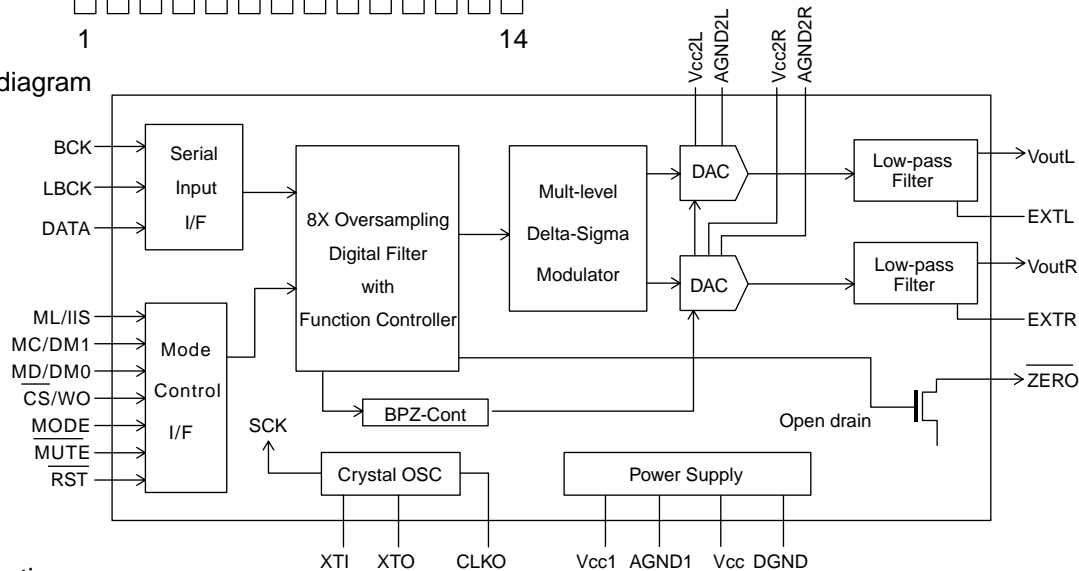 1 14
diagram
Vcc2L
AGND2L
Vcc2R
AGND2R
BCK
LBCK
DATA
Serial
Input
I/F
8X Oversampling
Digital Filter
with
Function Controller
Mult-level
Delta-Sigma
Modulator
DAC
DAC
Low-pass
Filter
Low-pass
Filter
VoutL
EXTL
VoutR
EXTR
ZERO
ML/IIS
MC/DM1
MD/DM0
CS/WO
MODE
MUTE
RST
Mode
Control
I/F
BPZ-Cont
SCK
Open drain
Crystal OSC
Power Supply
XTI XTO CLKO Vcc1 AGND1 Vcc DGND